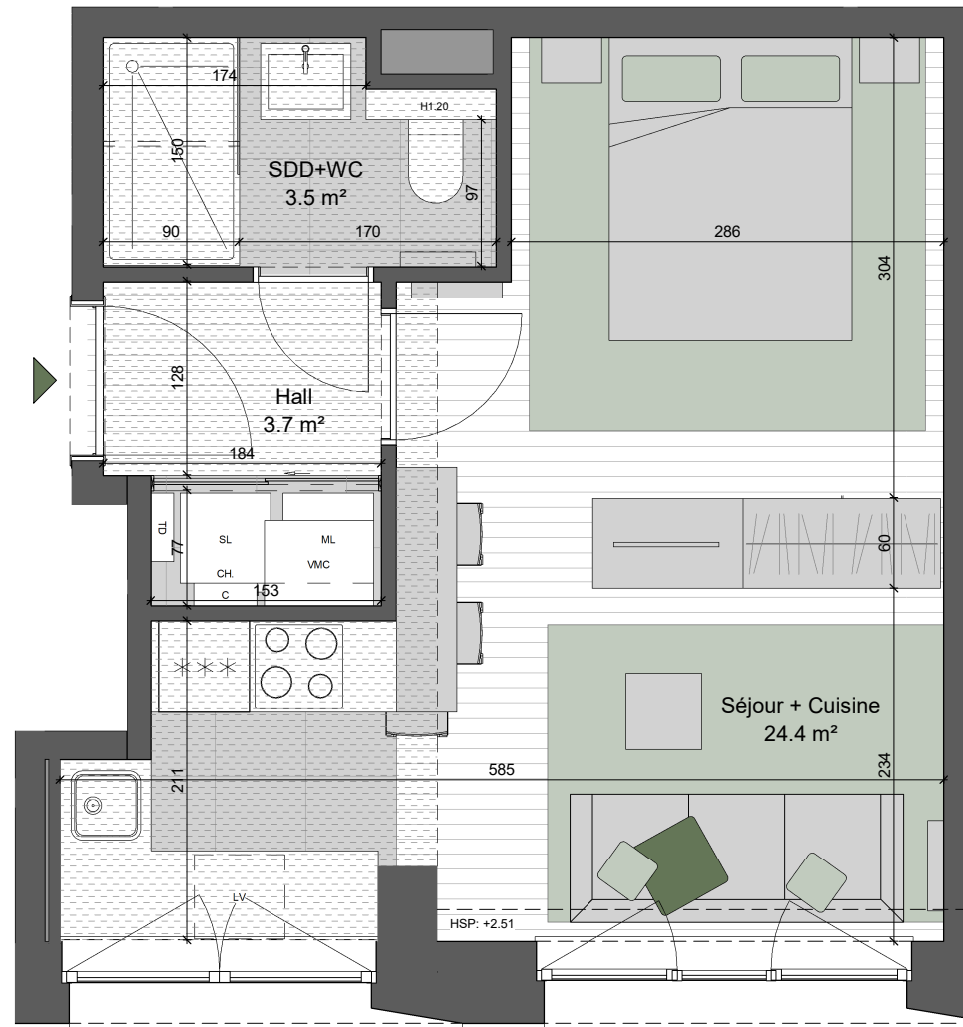 174
H1.20
150
SDD+WC
3.5 m²
97
90
170
286
304
128
Hall
3.7 m²
184
TD
77
SL
ML
VMC
CH.
C
153
60
Séjour + Cuisine
24.4 m²
211
585
234
LV
HSP: +2.51